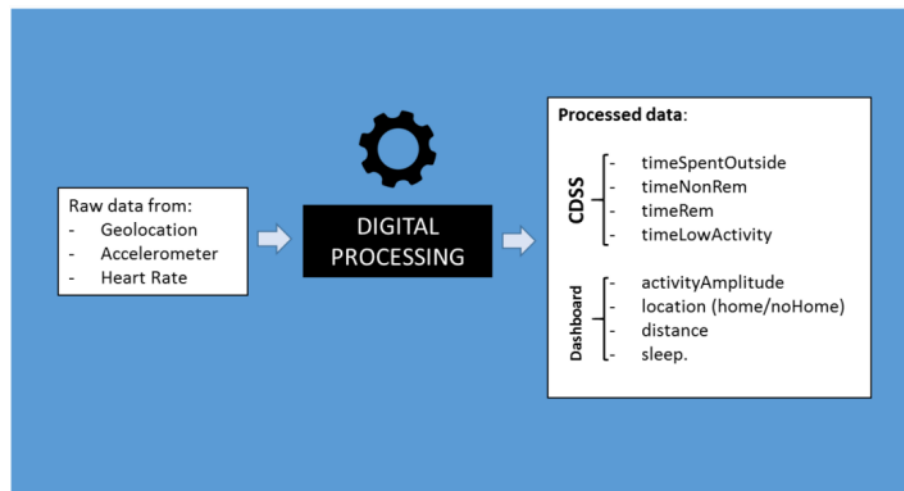 Raw data from:
- Geolocation
- Accelerometer
- Heart Rate
DIGITAL
PROCESSING
Processed data:
CDSS
- timeSpentOutside
- timeNonRem
- timeRem
- timeLowActivity
Dashboard
- activityAmplitude
- location (home/noHome)
- distance
- sleep.